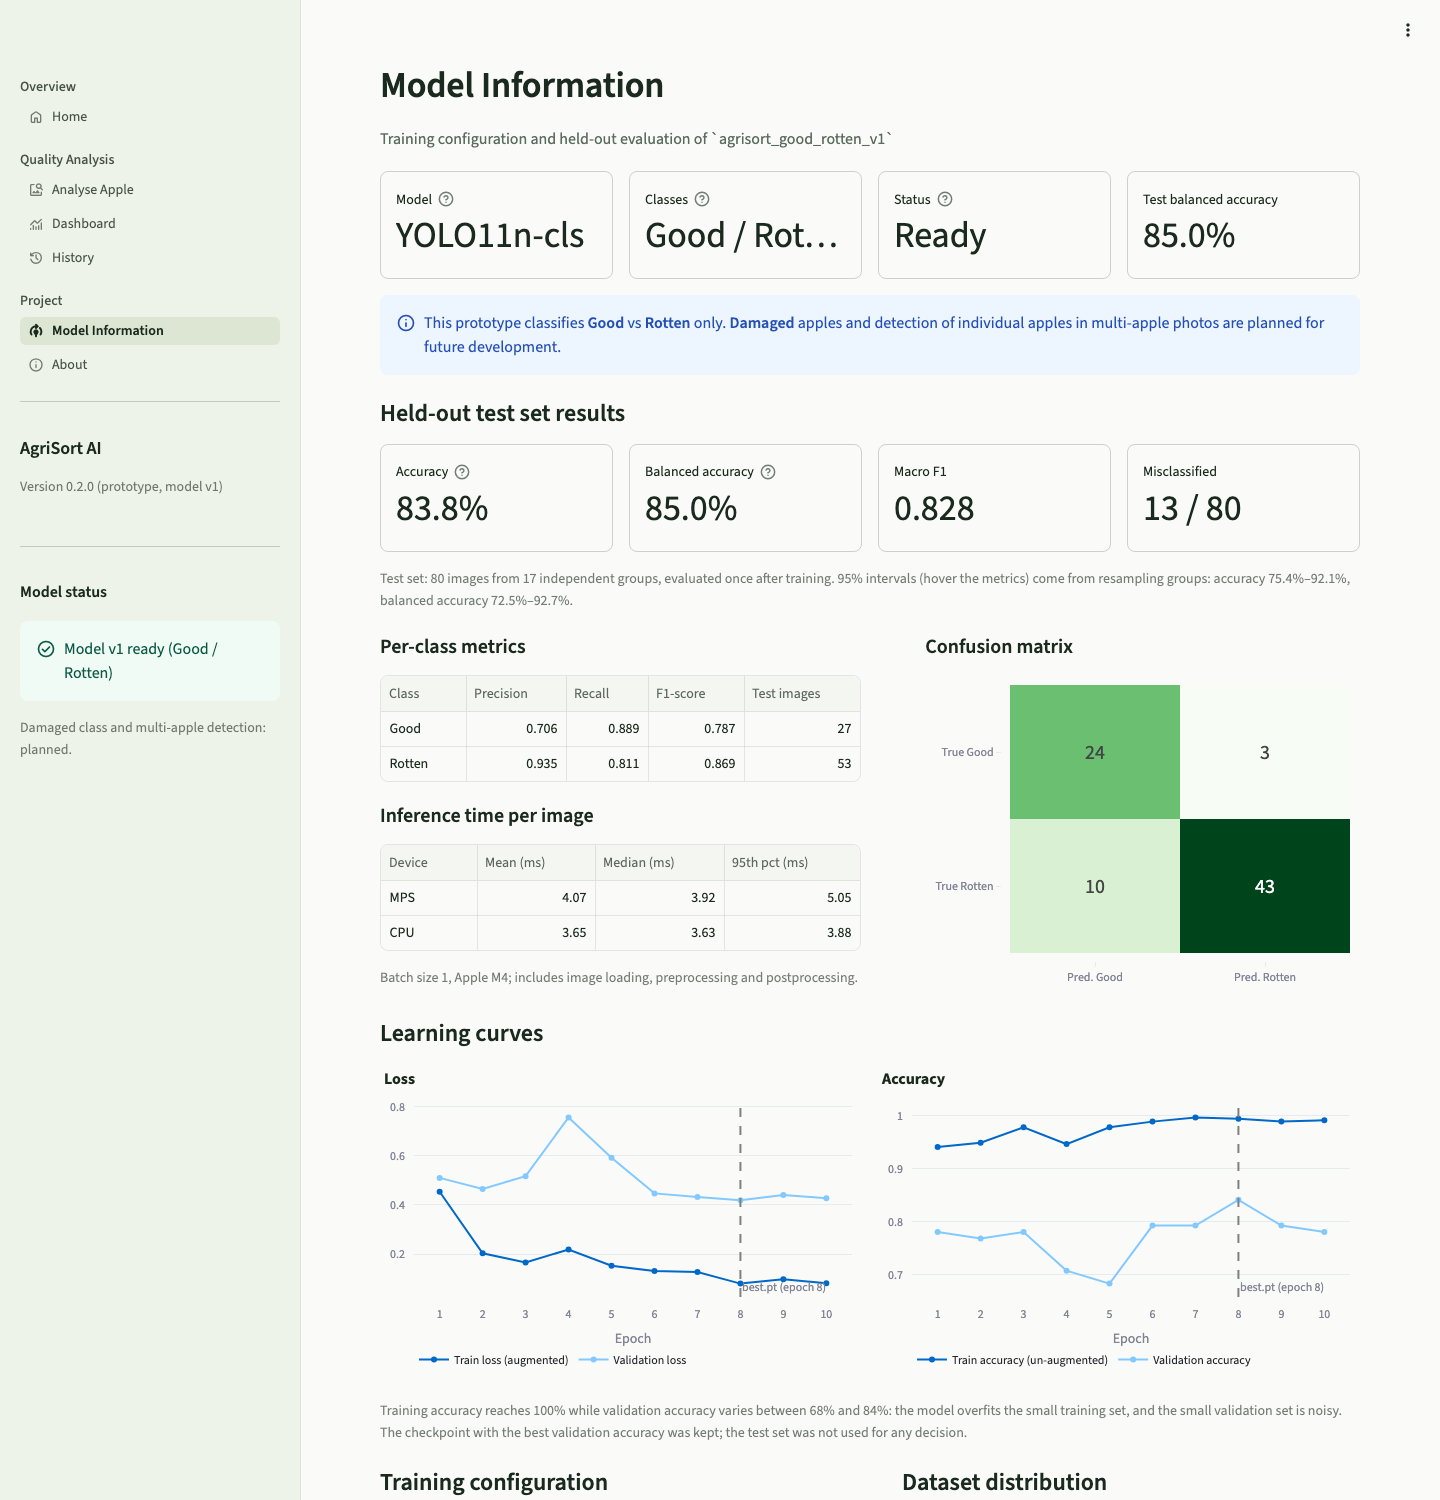 Overview
Home
Quality Analysis
Analyse Apple
Dashboard
History
Project
Model Information
About
AgriSort AI
Version 0.2.0 (prototype, model v1)
Model status
Model v1 ready (Good /
Rotten)
Damaged class and multi-apple detection:
planned.
Model Information
Training configuration and held-out evaluation of `agrisort_good_rotten_v1`
Model
YOLO11n-cls
Classes
Good / Rot…
Status
Ready
Test balanced accuracy
85.0%
This prototype classifies Good vs Rotten only. Damaged apples and detection of individual apples in multi-apple photos are planned for
future development.
Held-out test set results
Accuracy
83.8%
Balanced accuracy
85.0%
Macro F1
0.828
Misclassified
13 / 80
Test set: 80 images from 17 independent groups, evaluated once after training. 95% intervals (hover the metrics) come from resampling groups: accuracy 75.4%–92.1%,
balanced accuracy 72.5%–92.7%.
Per-class metrics
Class Precision Recall F1-score Test images
Good 0.706 0.889 0.787 27
Rotten 0.935 0.811 0.869 53
Inference time per image
Device Mean (ms) Median (ms) 95th pct (ms)
MPS 4.07 3.92 5.05
CPU 3.65 3.63 3.88
Batch size 1, Apple M4; includes image loading, preprocessing and postprocessing.
Confusion matrix
True Good 24 3
True Rotten 10 43
Pred. Good Pred. Rotten
Learning curves
Loss
0.8
0.6
0.4
0.2
best.pt (epoch 8)
1 2 3 4 5 6 7 8 9 10
Epoch
Train loss (augmented) Validation loss
Accuracy
1
0.9
0.8
0.7
best.pt (epoch 8)
1 2 3 4 5 6 7 8 9 10
Epoch
Train accuracy (un-augmented) Validation accuracy
Training accuracy reaches 100% while validation accuracy varies between 68% and 84%: the model overfits the small training set, and the small validation set is noisy.
The checkpoint with the best validation accuracy was kept; the test set was not used for any decision.
Training configuration
Dataset distribution